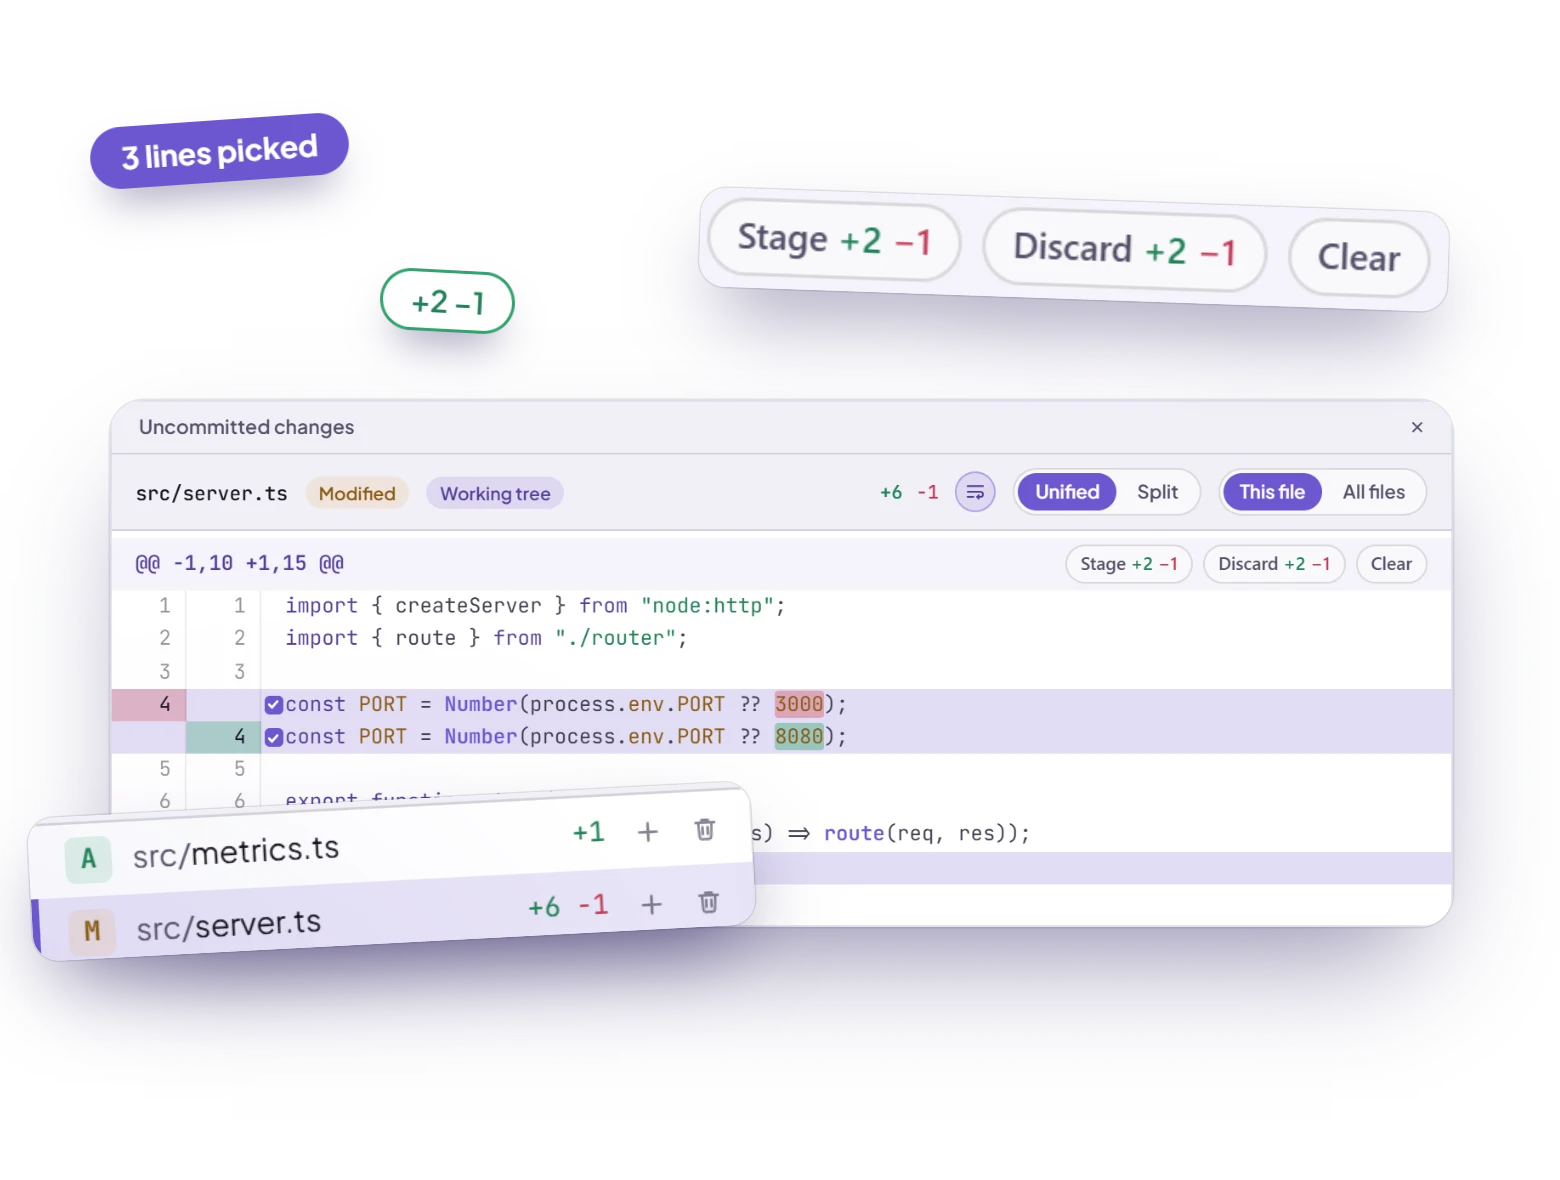 3 lines picked
Stage +2 −1 Discard +2 −1 Clear
+2 −1
Uncommitted changes ×
src/server.ts Modified Working tree +6 -1 Unified Split This file All files
@@ -1,10 +1,15 @@ Stage +2 −1 Discard +2 −1 Clear
1 1 import { createServer } from "node:http";
2 2 import { route } from "./router";
3 3
4 const PORT = Number(process.env.PORT ?? 3000);
4 const PORT = Number(process.env.PORT ?? 8080);
5 5
6 6 export
s) => route(req, res));
A src/metrics.ts +1
M src/server.ts +6 -1